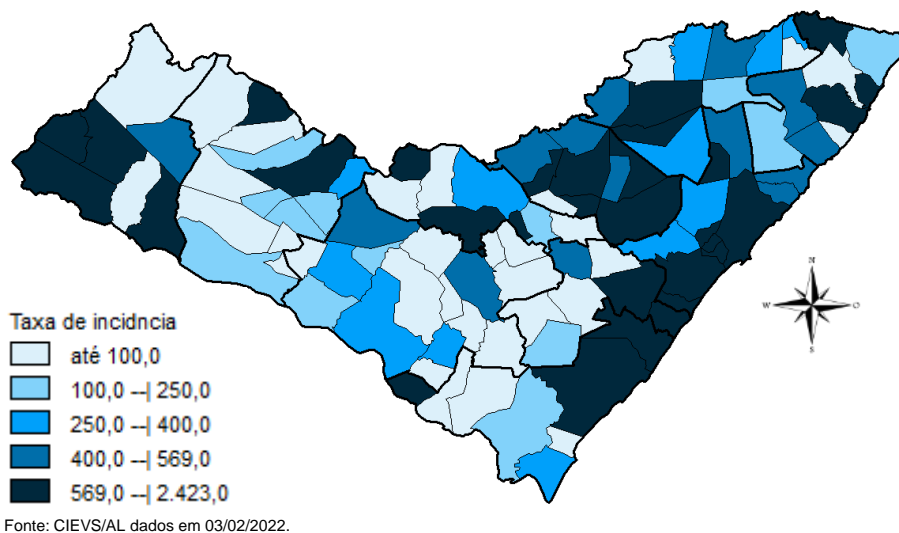 N
W
O
S
Taxa de incidncia
até 100,0
100,0 --| 250,0
250,0 --| 400,0
400,0 --| 569,0
569,0 --| 2.423,0
Fonte: CIEVS/AL dados em 03/02/2022.